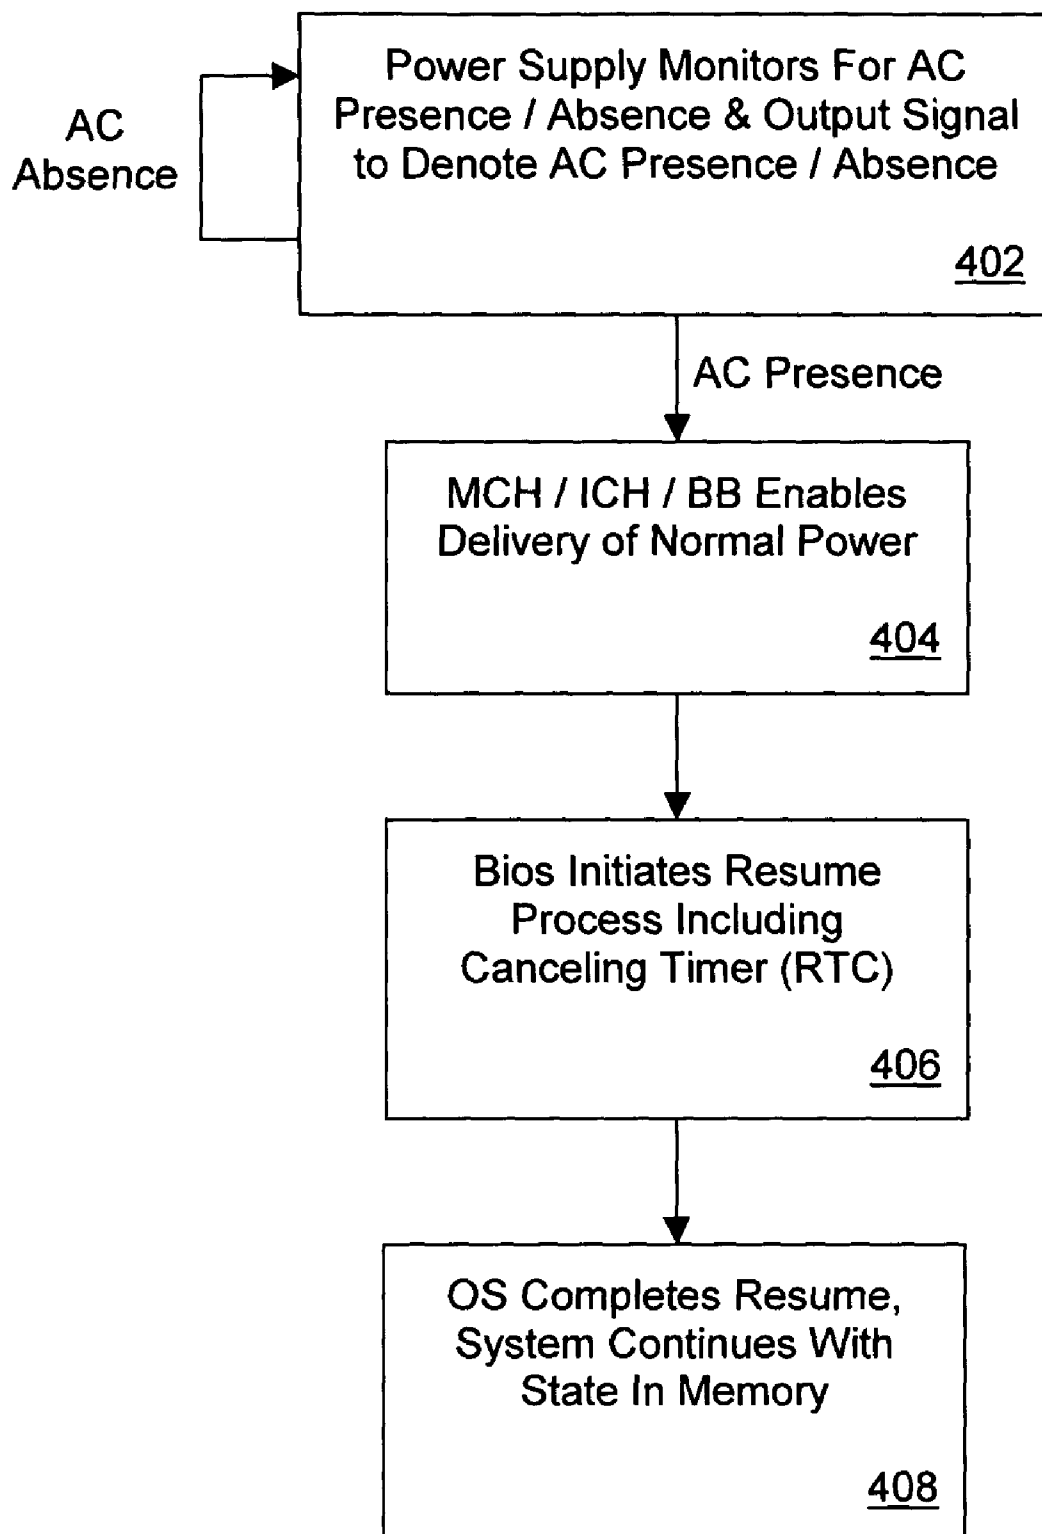 Power Supply Monitors For AC
Presence / Absence & Output Signal
to Denote AC Presence / Absence
402
AC
Absence
AC Presence
MCH / ICH / BB Enables
Delivery of Normal Power
404
Bios Initiates Resume
Process Including
Canceling Timer (RTC)
406
OS Completes Resume,
System Continues With
State In Memory
408